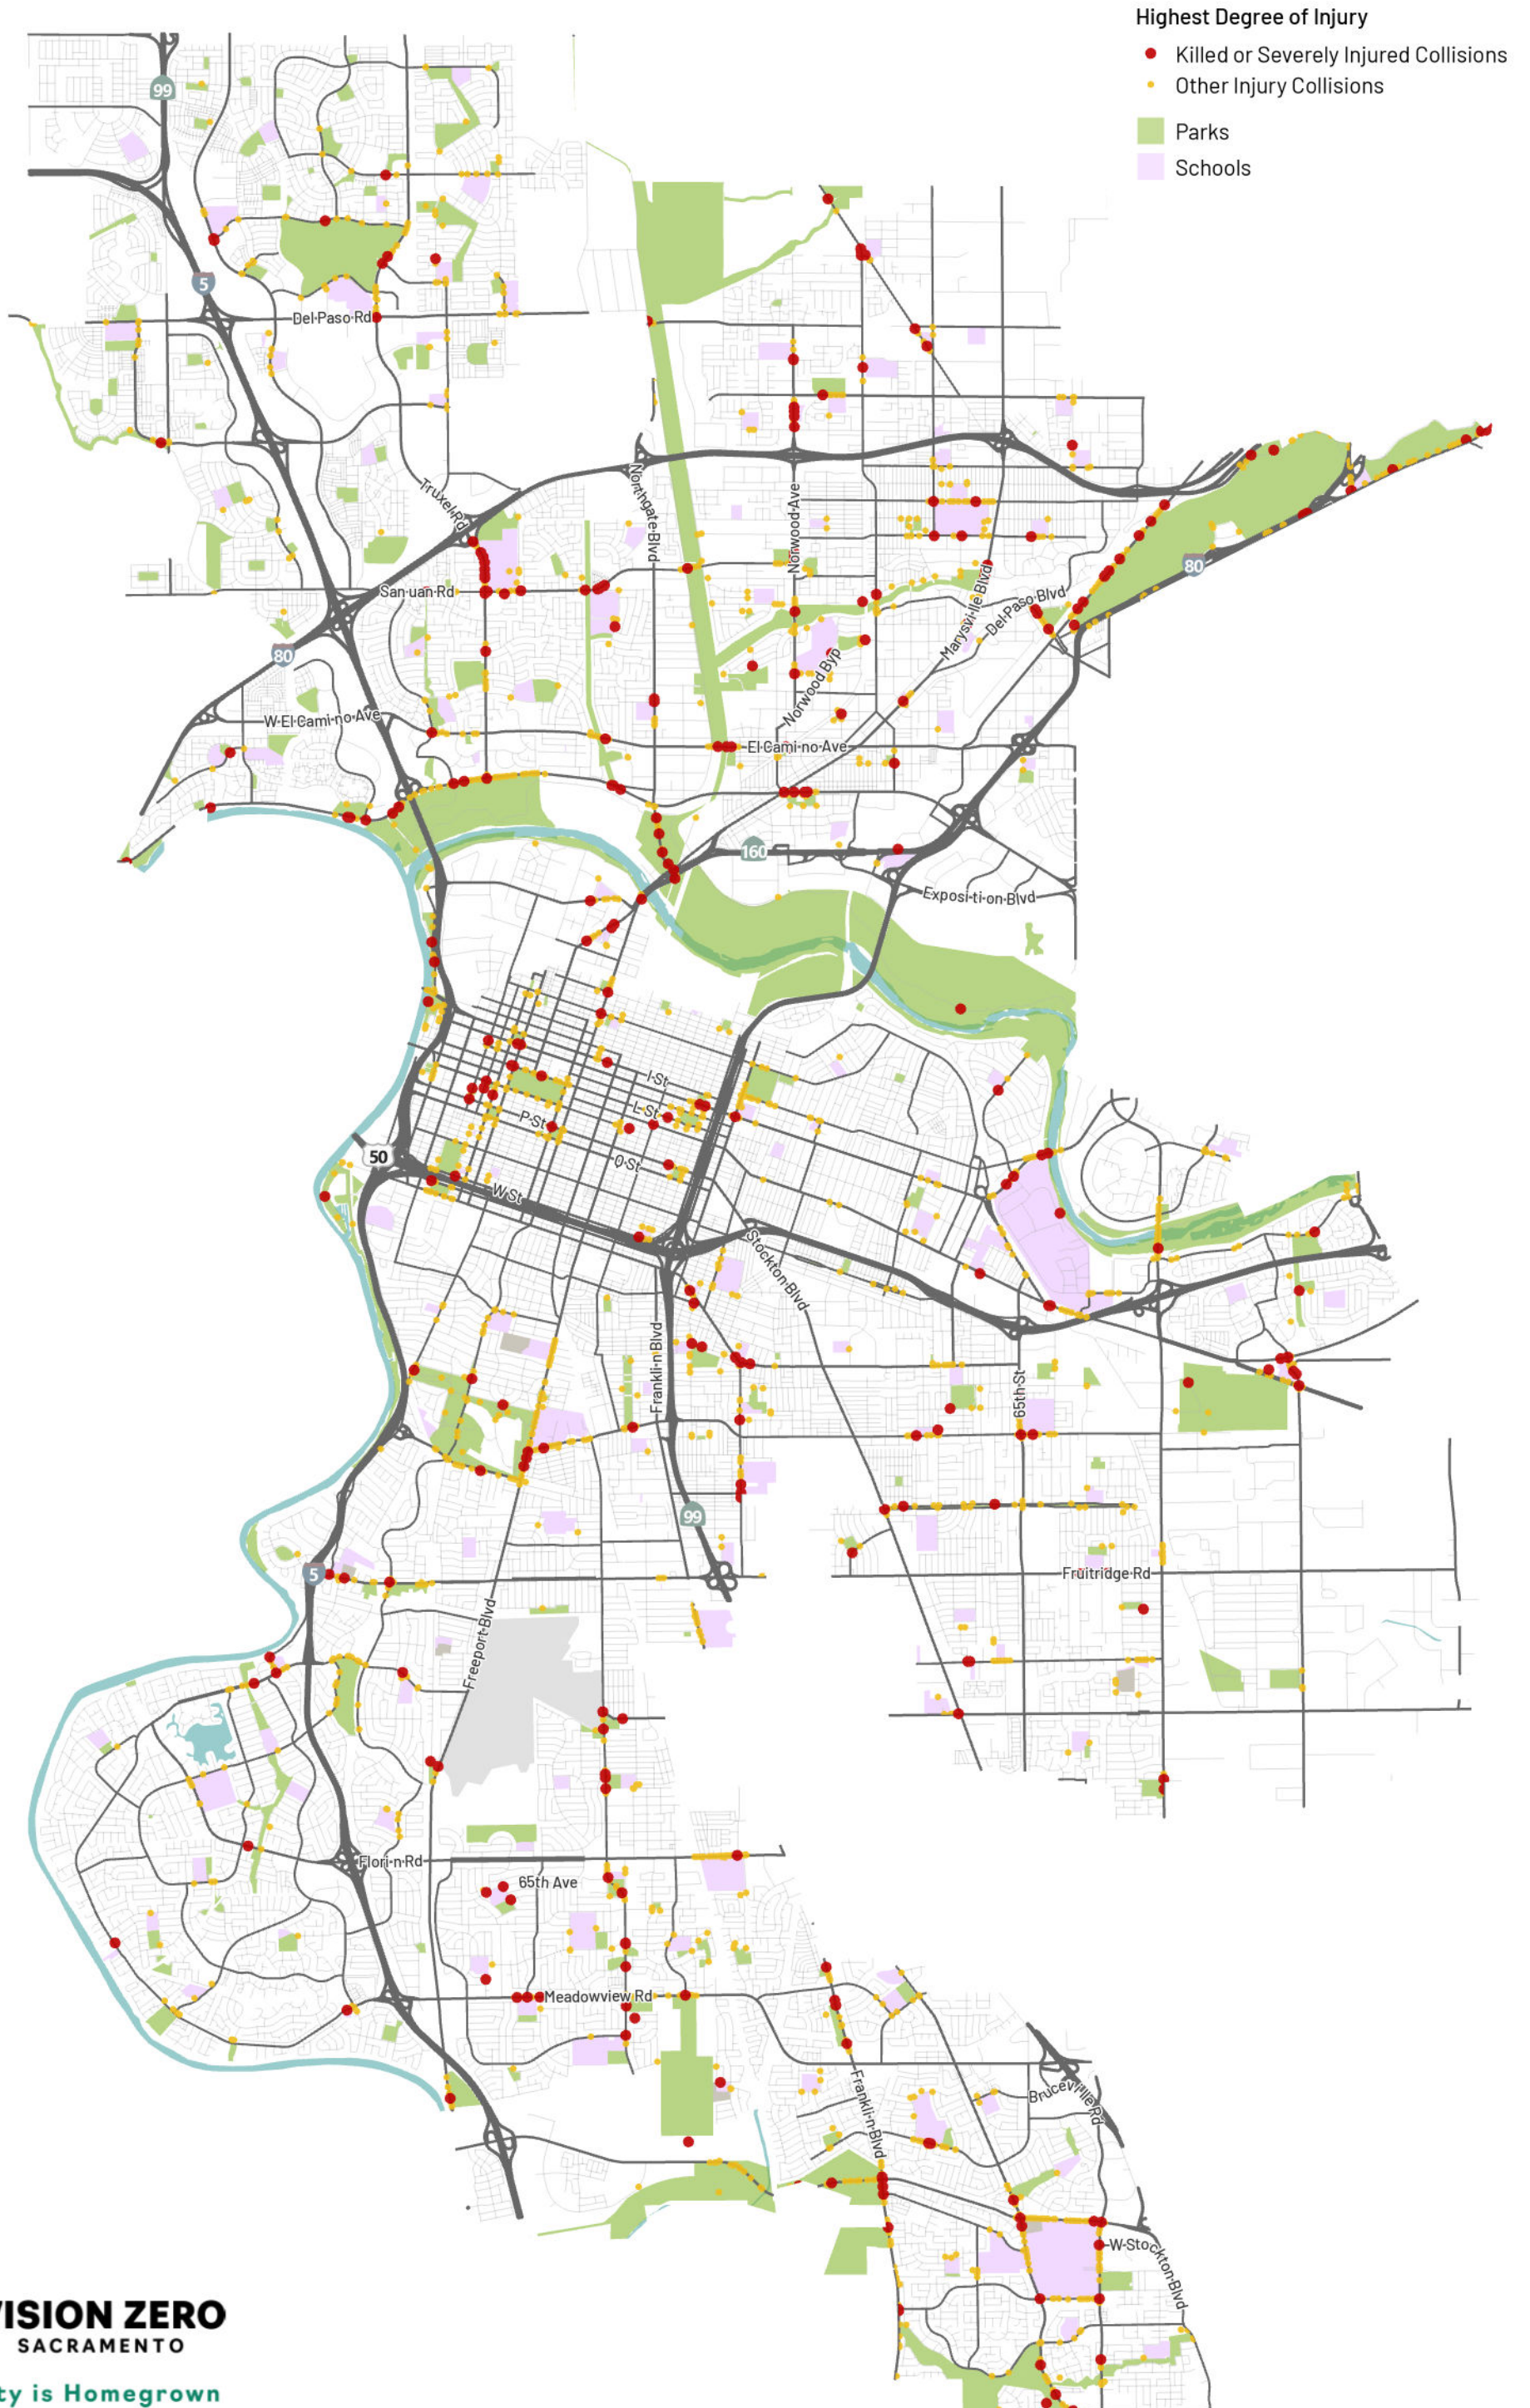 Highest Degree of Injury
Killed or Severely Injured Collisions
Other Injury Collisions
Parks
Schools
99
5
Del Paso Rd
Truxel Rd
Northgate Blvd
Norwood Ave
80
San uan Rd
Marysville Blvd
Del Paso Blvd
80
Norwood Byp
W El Camino Ave
El Camino Ave
160
Exposition Blvd
I St
L St
P St
Q St
50
W St
Stockton Blvd
Franklin Blvd
65th St
99
5
Fruitridge Rd
Freeport Blvd
Florin Rd
65th Ave
Meadowview Rd
Franklin Blvd
Bruceville Rd
W Stockton Blvd
VISION ZERO
SACRAMENTO
ty is Homegrown